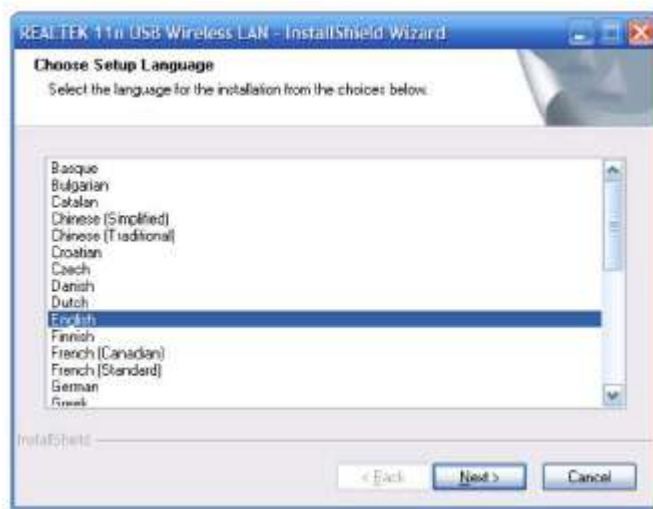 REALTEK 11n USB Wireless LAN - InstallShield Wizard
Choose Setup Language
Select the language for the installation from the choices below.
Basque
Bulgarian
Catalan
Chinese (Simplified)
Chinese (Traditional)
Croatian
Czech
Danish
Dutch
English
Finnish
French (Canadian)
French (Standard)
German
Greek
InstallShield
< Back
Next >
Cancel